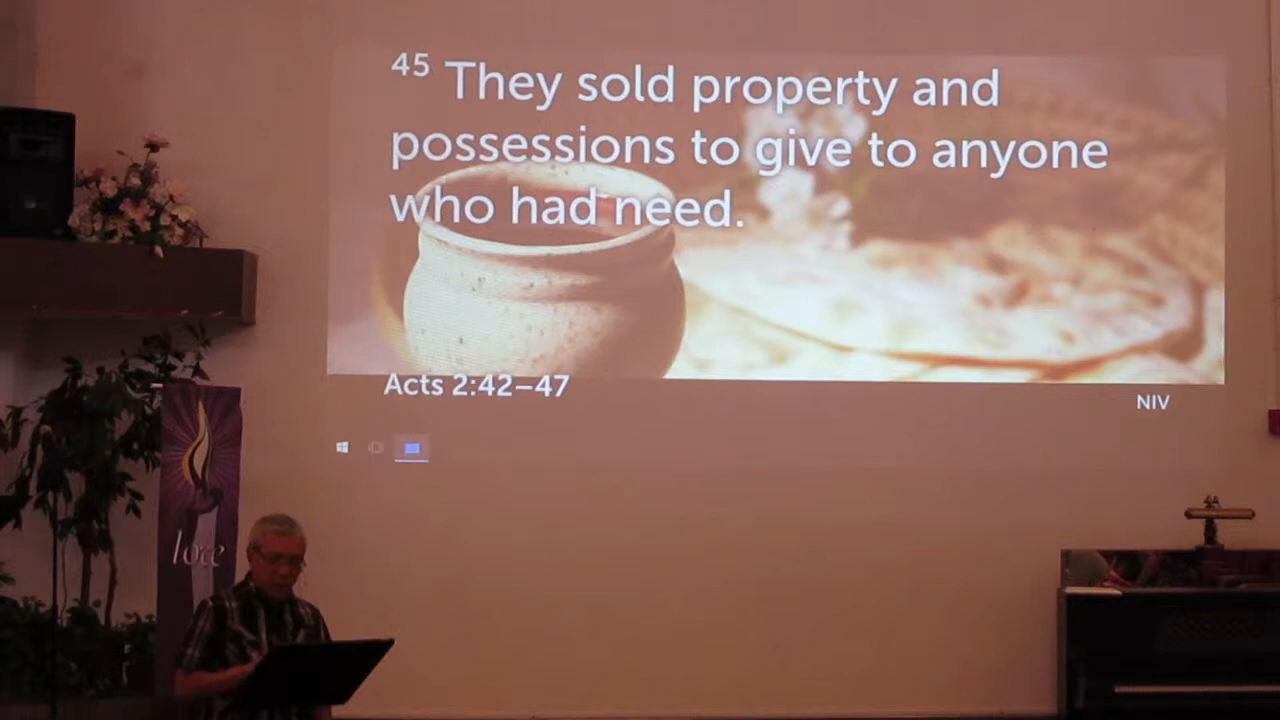 45 They sold property and
possessions to give to anyone
who had need.
Acts 2:42–47
NIV
love